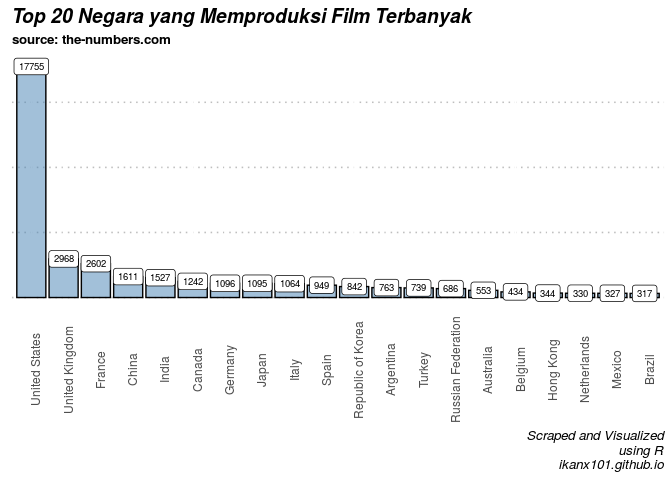 Top 20 Negara yang Memproduksi Film Terbanyak
source: the-numbers.com
17755
2968
2602
1611
1527
1242
1096
1095
1064
949
842
763
739
686
553
434
344
330
327
317
United States
United Kingdom
France
China
India
Canada
Germany
Japan
Italy
Spain
Republic of Korea
Argentina
Turkey
Russian Federation
Australia
Belgium
Hong Kong
Netherlands
Mexico
Brazil
Scraped and Visualized
using R
ikanx101.github.io